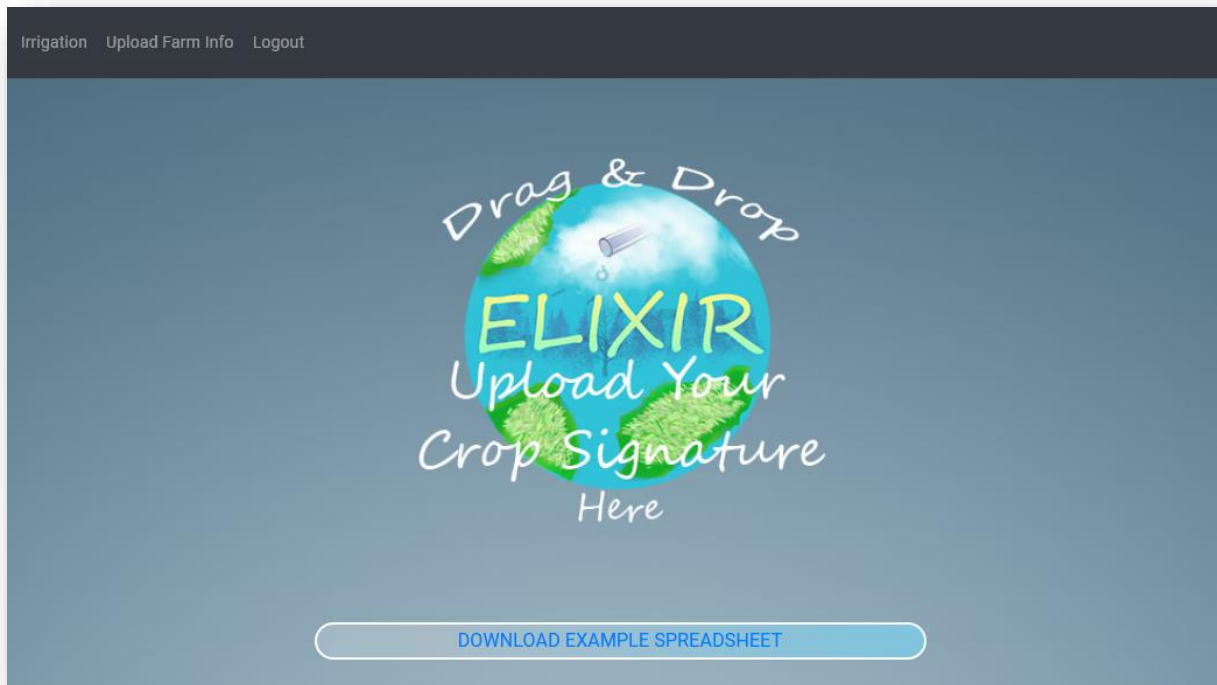 Irrigation Upload Farm Info Logout
Drag & Drop
ELIXIR
Upload Your
Crop Signature
Here
DOWNLOAD EXAMPLE SPREADSHEET